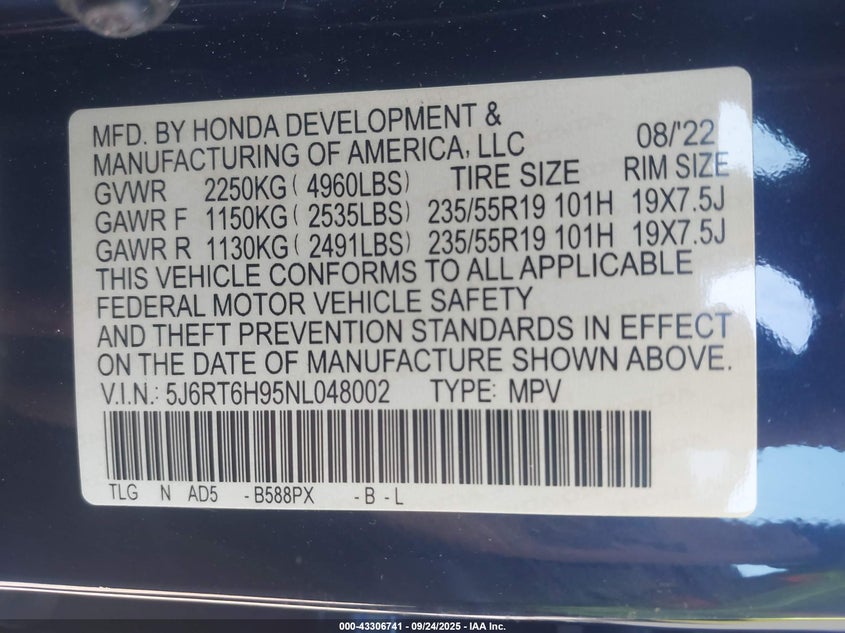 MFD. BY HONDA DEVELOPMENT &
MANUFACTURING OF AMERICA, LLC 08/'22
GVWR 2250KG ( 4960LBS) TIRE SIZE RIM SIZE
GAWR F 1150KG ( 2535LBS) 235/55R19 101H 19X7.5J
GAWR R 1130KG ( 2491LBS) 235/55R19 101H 19X7.5J
THIS VEHICLE CONFORMS TO ALL APPLICABLE
FEDERAL MOTOR VEHICLE SAFETY
AND THEFT PREVENTION STANDARDS IN EFFECT
ON THE DATE OF MANUFACTURE SHOWN ABOVE.
V.I.N.: 5J6RT6H95NL048002 TYPE: MPV
TLG N AD5 -B588PX -B -L
000-43306741 - 09/24/2025 - IAA Inc.